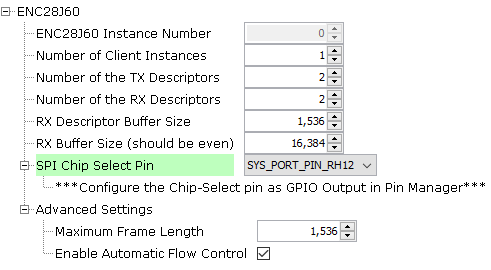 ENC28J60
ENC28J60 Instance Number 0
Number of Client Instances 1
Number of the TX Descriptors 2
Number of the RX Descriptors 2
RX Descriptor Buffer Size 1,536
RX Buffer Size (should be even) 16,384
SPI Chip Select Pin SYS_PORT_PIN_RH12
***Configure the Chip-Select pin as GPIO Output in Pin Manager***
Advanced Settings
Maximum Frame Length 1,536
Enable Automatic Flow Control